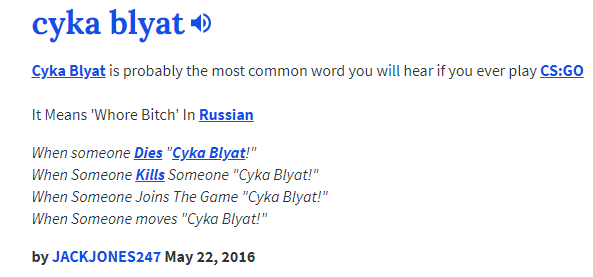 cyka blyat
Cyka Blyat is probably the most common word you will hear if you ever play CS:GO
It Means 'Whore Bitch' In Russian
When someone Dies "Cyka Blyat!"
When Someone Kills Someone "Cyka Blyat!"
When Someone Joins The Game "Cyka Blyat!"
When Someone moves "Cyka Blyat!"
by JACKJONES247 May 22, 2016